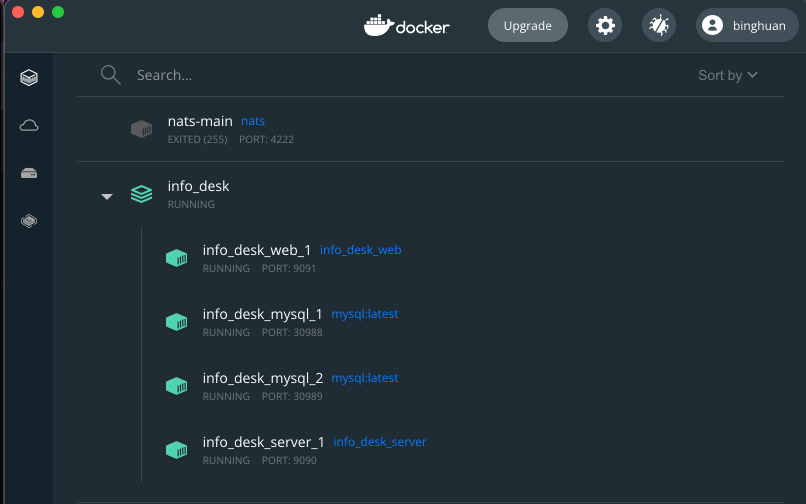 docker
Upgrade
binghuan
Search...
Sort by
nats-main nats
EXITED (255) PORT: 4222
info_desk
RUNNING
info_desk_web_1 info_desk_web
RUNNING PORT: 9091
info_desk_mysql_1 mysql:latest
RUNNING PORT: 30988
info_desk_mysql_2 mysql:latest
RUNNING PORT: 30989
info_desk_server_1 info_desk_server
RUNNING PORT: 9090